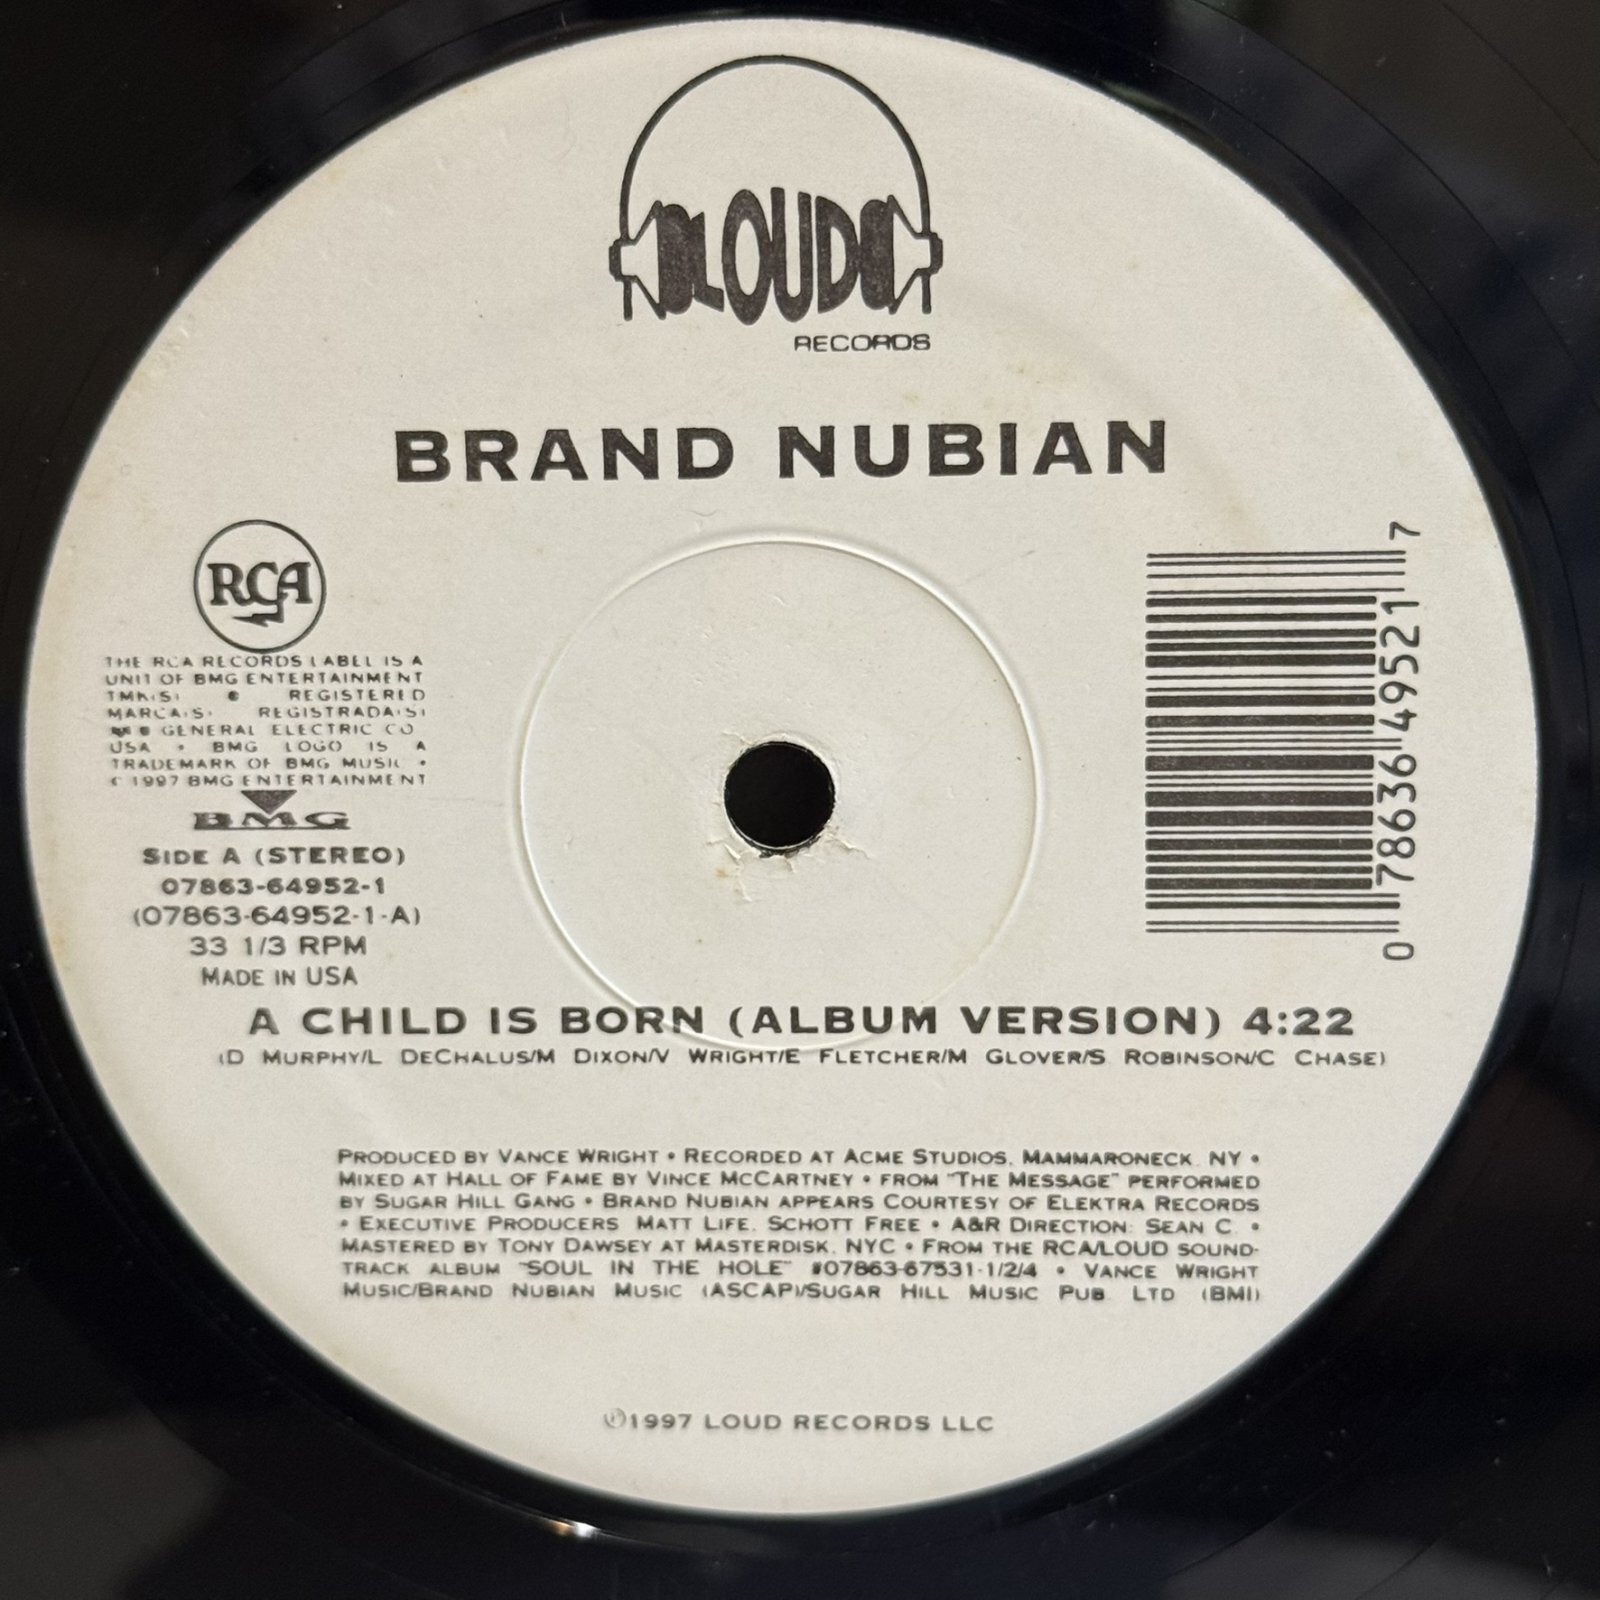 LOUD
RECORDS
BRAND NUBIAN
RCA
THE RCA RECORDS LABEL IS A
UNIT OF BMG ENTERTAINMENT
TMK(S) ® REGISTERED
MARCA(S) REGISTRADA(S)
GENERAL ELECTRIC CO
USA • BMG LOGO IS A
TRADEMARK OF BMG MUSIC •
© 1997 BMG ENTERTAINMENT
BMG
SIDE A (STEREO)
07863-64952-1
(07863-64952-1-A)
33 1/3 RPM
MADE IN USA
0 78636 49521 7
A CHILD IS BORN (ALBUM VERSION) 4:22
(D MURPHY/L DECHALUS/M DIXON/V WRIGHT/E FLETCHER/M GLOVER/S ROBINSON/C CHASE)
PRODUCED BY VANCE WRIGHT • RECORDED AT ACME STUDIOS, MAMMARONECK, NY •
MIXED AT HALL OF FAME BY VINCE MCCARTNEY • FROM "THE MESSAGE" PERFORMED
BY SUGAR HILL GANG • BRAND NUBIAN APPEARS COURTESY OF ELEKTRA RECORDS
• EXECUTIVE PRODUCERS MATT LIFE, SCHOTT FREE • A&R DIRECTION: SEAN C. •
MASTERED BY TONY DAWSEY AT MASTERDISK, NYC • FROM THE RCA/LOUD SOUND-
TRACK ALBUM "SOUL IN THE HOLE" #07863-67531-1/2/4 • VANCE WRIGHT
MUSIC/BRAND NUBIAN MUSIC (ASCAP)/SUGAR HILL MUSIC PUB LTD (BMI)
℗1997 LOUD RECORDS LLC